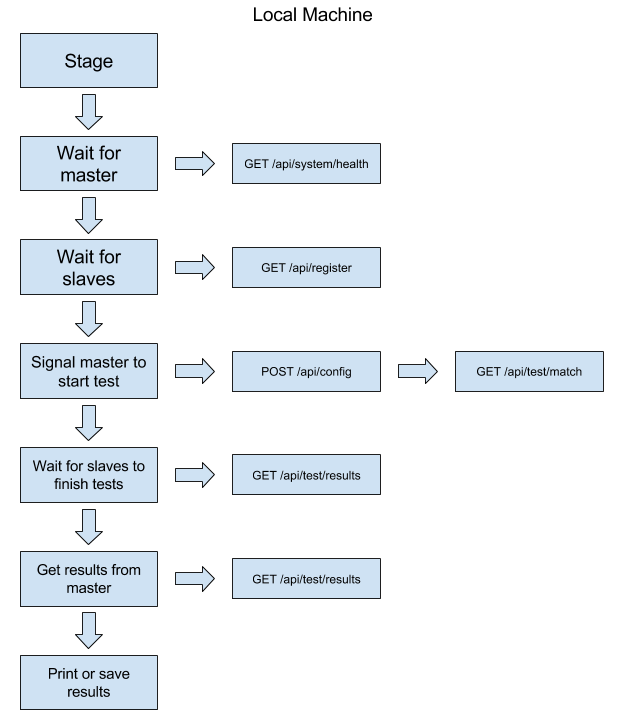 Local Machine
Stage
Wait for
master
GET /api/system/health
Wait for
slaves
GET /api/register
Signal master to
start test
POST /api/config
GET /api/test/match
Wait for slaves to
finish tests
GET /api/test/results
Get results from
master
GET /api/test/results
Print or save
results